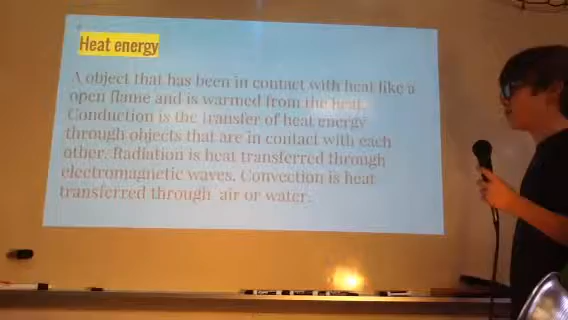 Heat energy
A object that has been in contact with heat like a
open flame and is warmed from the heat.
Conduction is the transfer of heat energy
through objects that are in contact with each
other. Radiation is heat transferred through
electromagnetic waves. Convection is heat
transferred through air or water.